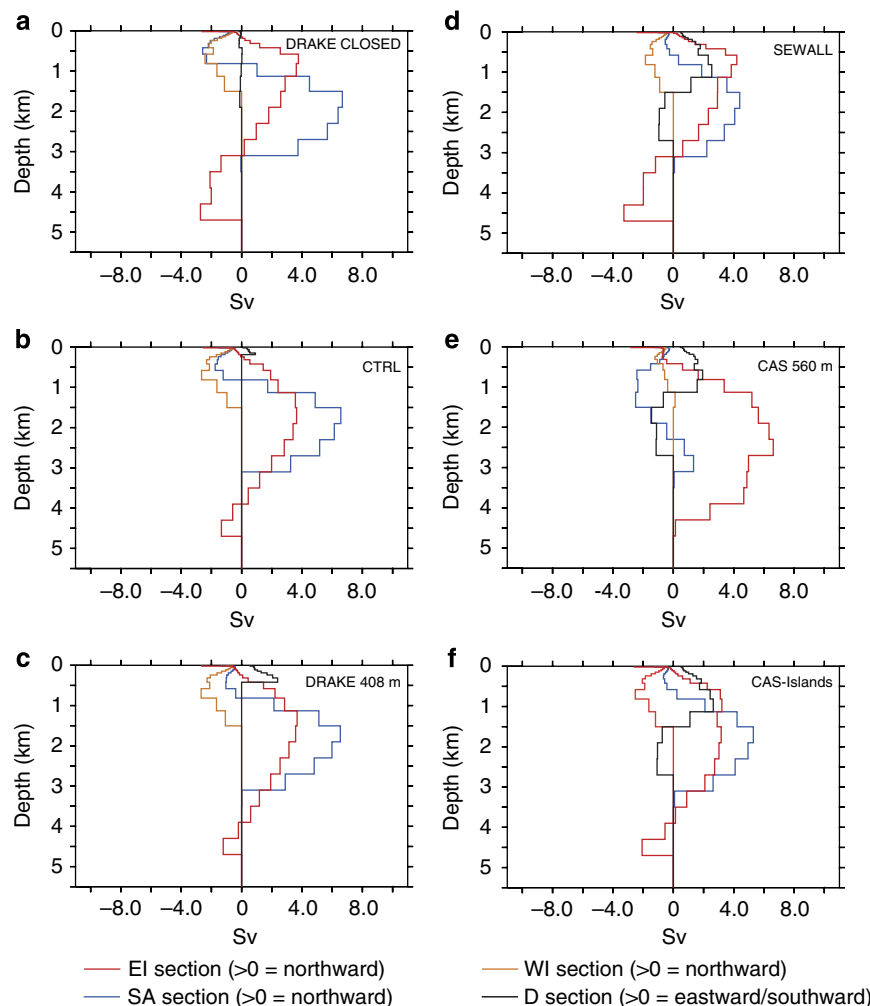 a
DRAKE CLOSED
0
1
2
3
4
5
Depth (km)
–8.0 –4.0 0 4.0 8.0
Sv
b
CTRL
0
1
2
3
4
5
Depth (km)
–8.0 –4.0 0 4.0 8.0
Sv
c
DRAKE 408 m
0
1
2
3
4
5
Depth (km)
–8.0 –4.0 0 4.0 8.0
Sv
d
SEWALL
0
1
2
3
4
5
Depth (km)
–8.0 –4.0 0 4.0 8.0
Sv
e
CAS 560 m
0
1
2
3
4
5
Depth (km)
–8.0 -4.0 0 4.0 8.0
Sv
f
CAS-Islands
0
1
2
3
4
5
Depth (km)
–8.0 –4.0 0 4.0 8.0
Sv
EI section (>0 = northward)
SA section (>0 = northward)
WI section (>0 = northward)
D section (>0 = eastward/southward)